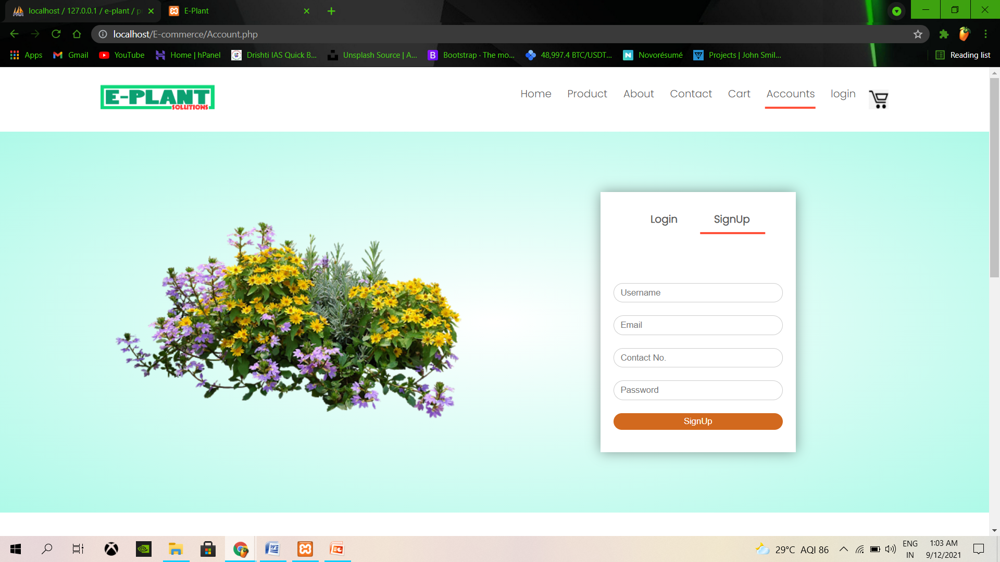 localhost / 127.0.0.1 / e-plant / p
E-Plant
localhost/E-commerce/Account.php
Apps
Gmail
YouTube
Home | hPanel
Drishti IAS Quick B...
Unsplash Source | A...
B
Bootstrap · The mo...
48,997.4 BTC/USDT...
N
Novorésumé
Projects | John Smil...
Reading list
E-PLANT
SOLUTIONS
Home
Product
About
Contact
Cart
Accounts
login
Login
SignUp
Username
Email
Contact No.
Password
SignUp
29°C AQI 86
ENG
IN
1:03 AM
9/12/2021